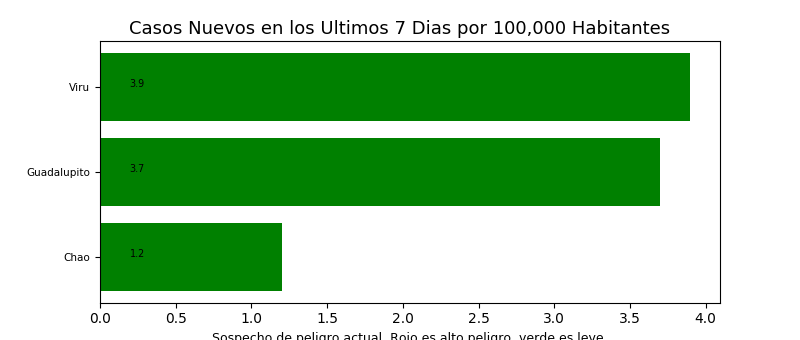 Casos Nuevos en los Ultimos 7 Dias por 100,000 Habitantes
Viru
3.9
Guadalupito
3.7
Chao
1.2
0.0 0.5 1.0 1.5 2.0 2.5 3.0 3.5 4.0
Sospecho de peligro actual. Rojo es alto peligro, verde es leve